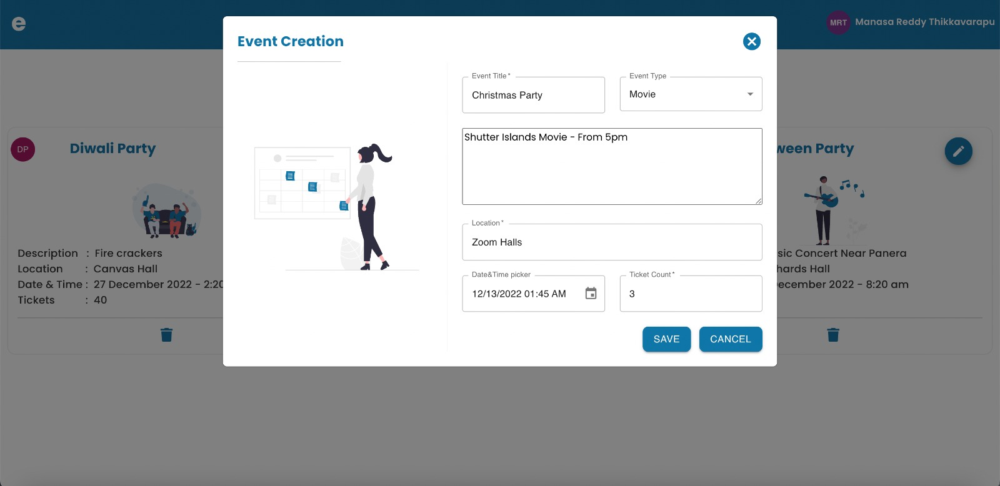 e
MRT Manasa Reddy Thikkavarapu
Event Creation
Event Title *
Christmas Party
Event Type
Movie
Shutter Islands Movie - From 5pm
Location *
Zoom Halls
Date&Time picker
12/13/2022 01:45 AM
Ticket Count *
3
SAVE
CANCEL
DP
Diwali Party
Description : Fire crackers
Location : Canvas Hall
Date & Time : 27 December 2022 - 2:20
Tickets : 40
ween Party
sic Concert Near Panera
hards Hall
ecember 2022 - 8:20 am